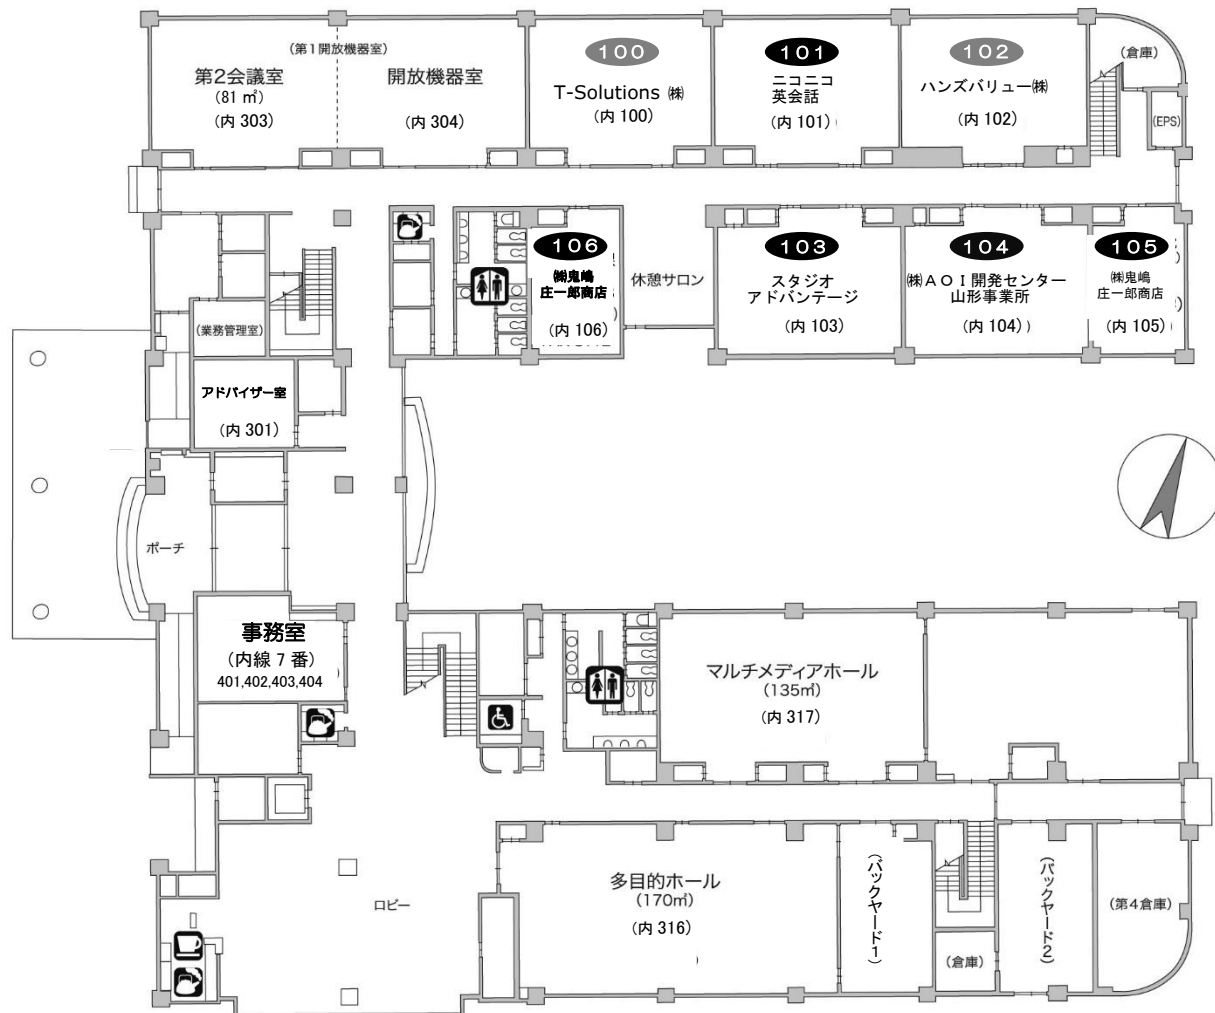 (第1開放機器室)
第2会議室
(81 ㎡)
(内 303)
開放機器室
(内 304)
100
T-Solutions ㈱
(内 100)
101
ニコニコ
英会話
(内 101)
102
ハンズバリュー㈱
(内 102)
(倉庫)
(EPS)
106
㈱鬼嶋
庄一郎商店
(内 106)
休憩サロン
103
スタジオ
アドバンテージ
(内 103)
104
㈱ＡＯＩ開発センター
山形事業所
(内 104)
105
㈱鬼嶋
庄一郎商店
(内 105)
(業務管理室)
アドバイザー室
(内 301)
ポーチ
事務室
(内線 7 番)
401,402,403,404
マルチメディアホール
(135㎡)
(内 317)
多目的ホール
(170㎡)
(内 316)
ロビー
(バックヤード1)
(倉庫)
(バックヤード2)
(第4倉庫)